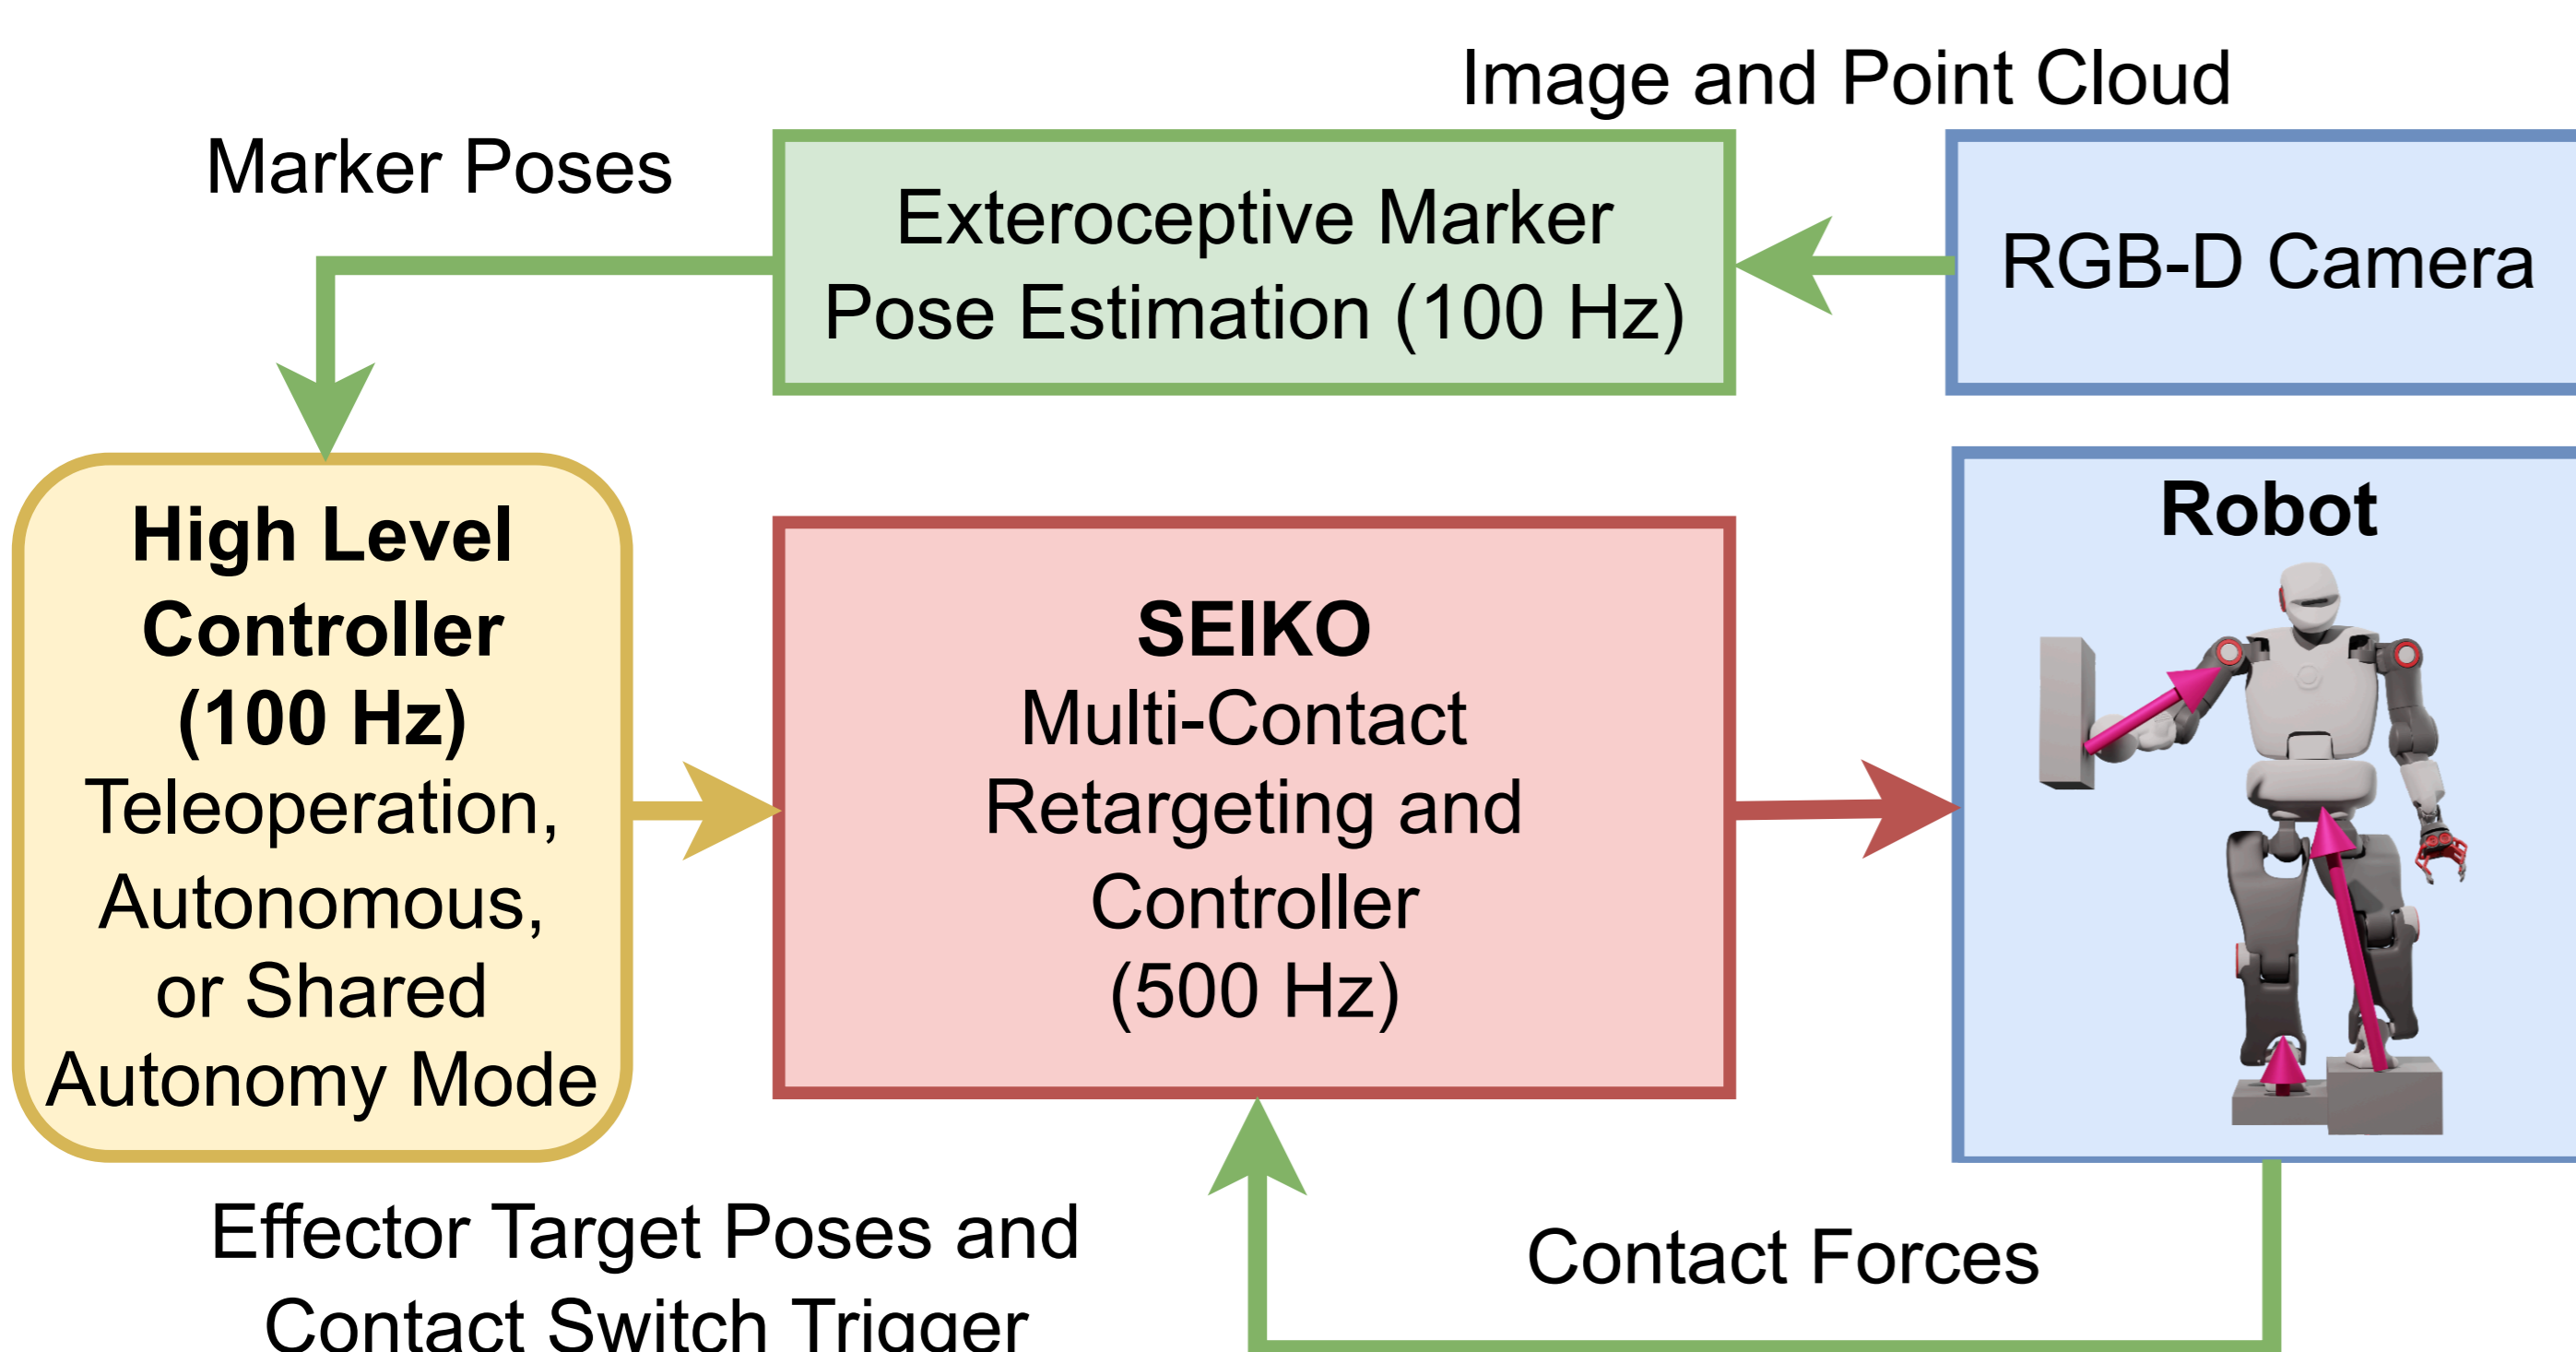 Image and Point Cloud
Marker Poses
Exteroceptive Marker
Pose Estimation (100 Hz)
RGB-D Camera
High Level
Controller
(100 Hz)
Teleoperation,
Autonomous,
or Shared
Autonomy Mode
SEIKO
Multi-Contact
Retargeting and
Controller
(500 Hz)
Robot
Effector Target Poses and
Contact Switch Trigger
Contact Forces